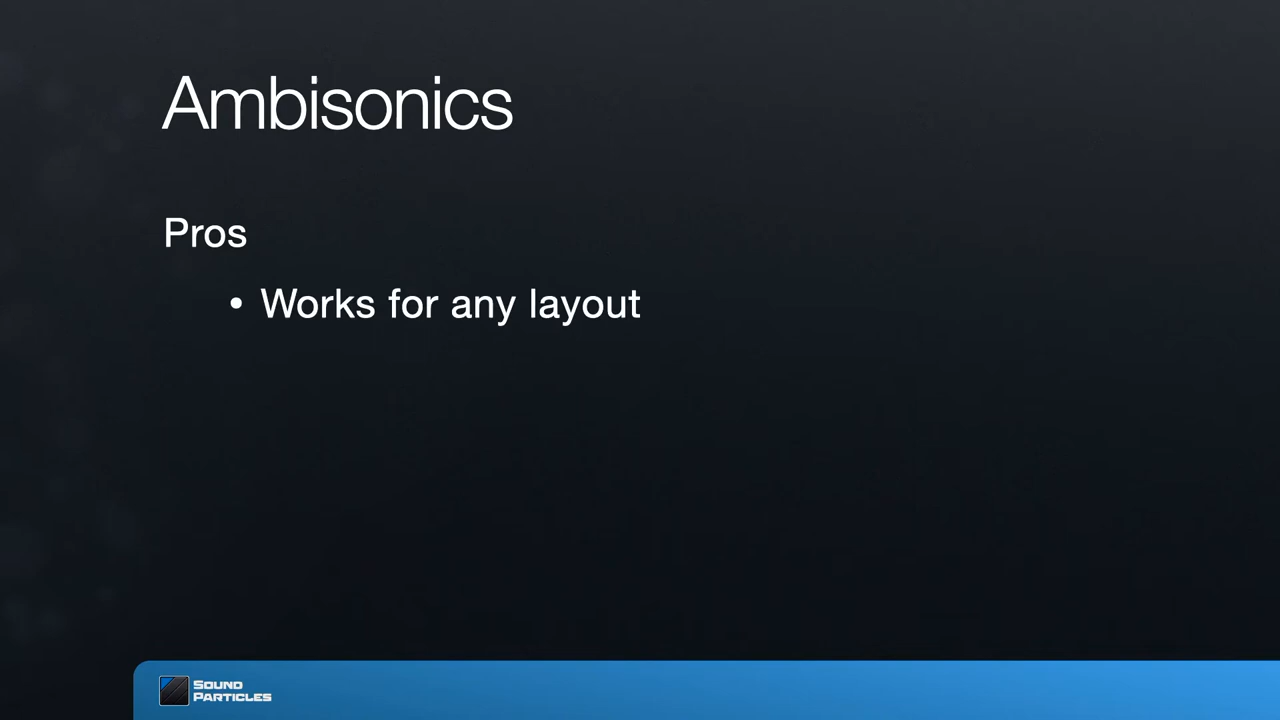 Ambisonics
Pros
• Works for any layout
SOUND
PARTICLES